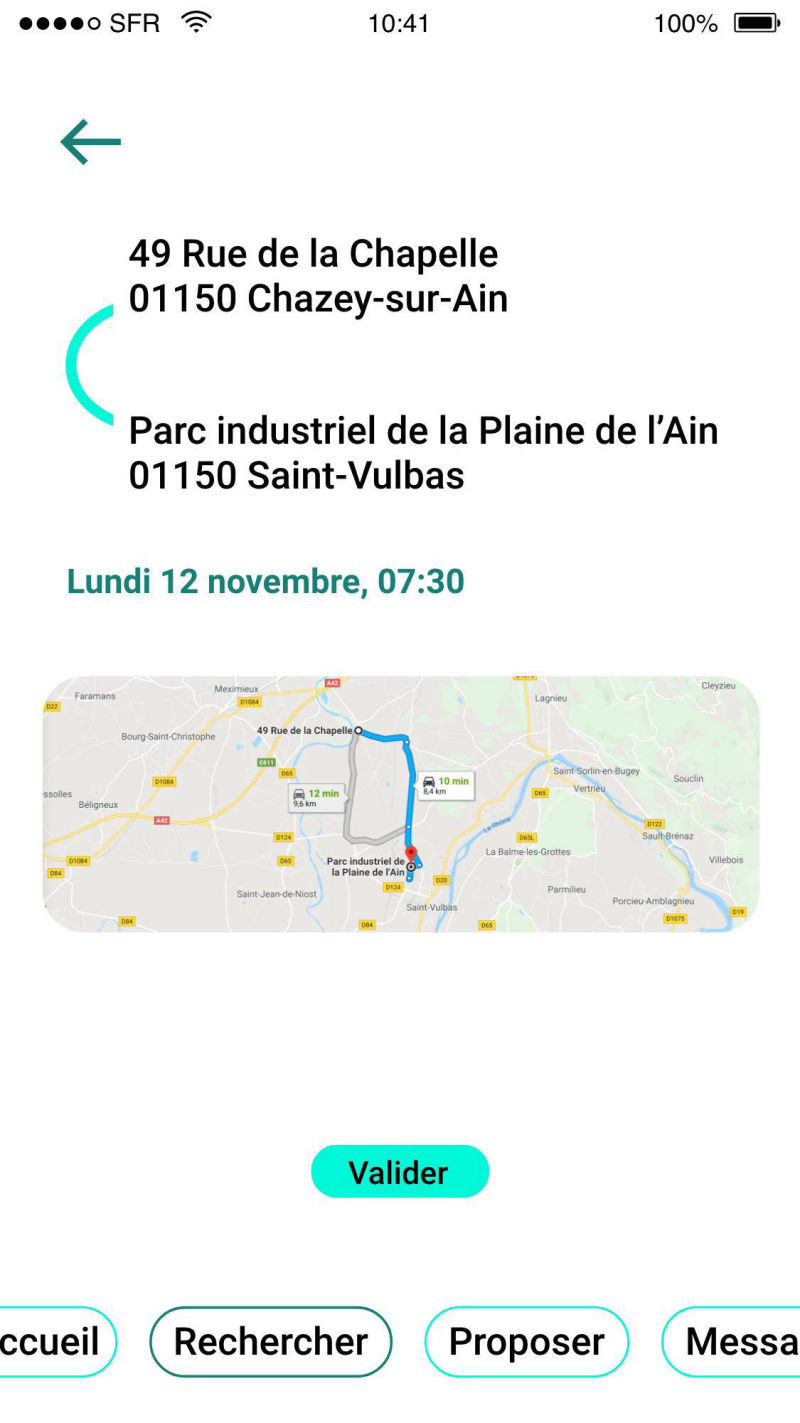 SFR 10:41 100%
49 Rue de la Chapelle
01150 Chazey-sur-Ain
Parc industriel de la Plaine de l’Ain
01150 Saint-Vulbas
Lundi 12 novembre, 07:30
Cleyzieu
A42
Meximieux
Faramans
Lagnieu
D1084
D22
49 Rue de la Chapelle
Bourg-Saint-Christophe
E611
D65
Saint-Sorlin-en-Bugey
Souclin
10 min
8,4 km
D1084
Vertrieu
12 min
9,6 km
D65
ssolles
Béligneux
A42
Le Rhône
D122
D124
D65L
Sault-Brénaz
La Balme-les-Grottes
D1084
D65
Parc industriel de
la Plaine de l'Ain
Villebois
D84
D20
D124
Parmilieu
Saint-Jean-de-Niost
Porcieu-Amblagnieu
Saint-Vulbas
D19
D1075
D84
D84
D65
Valider
ccueil Rechercher Proposer Messa